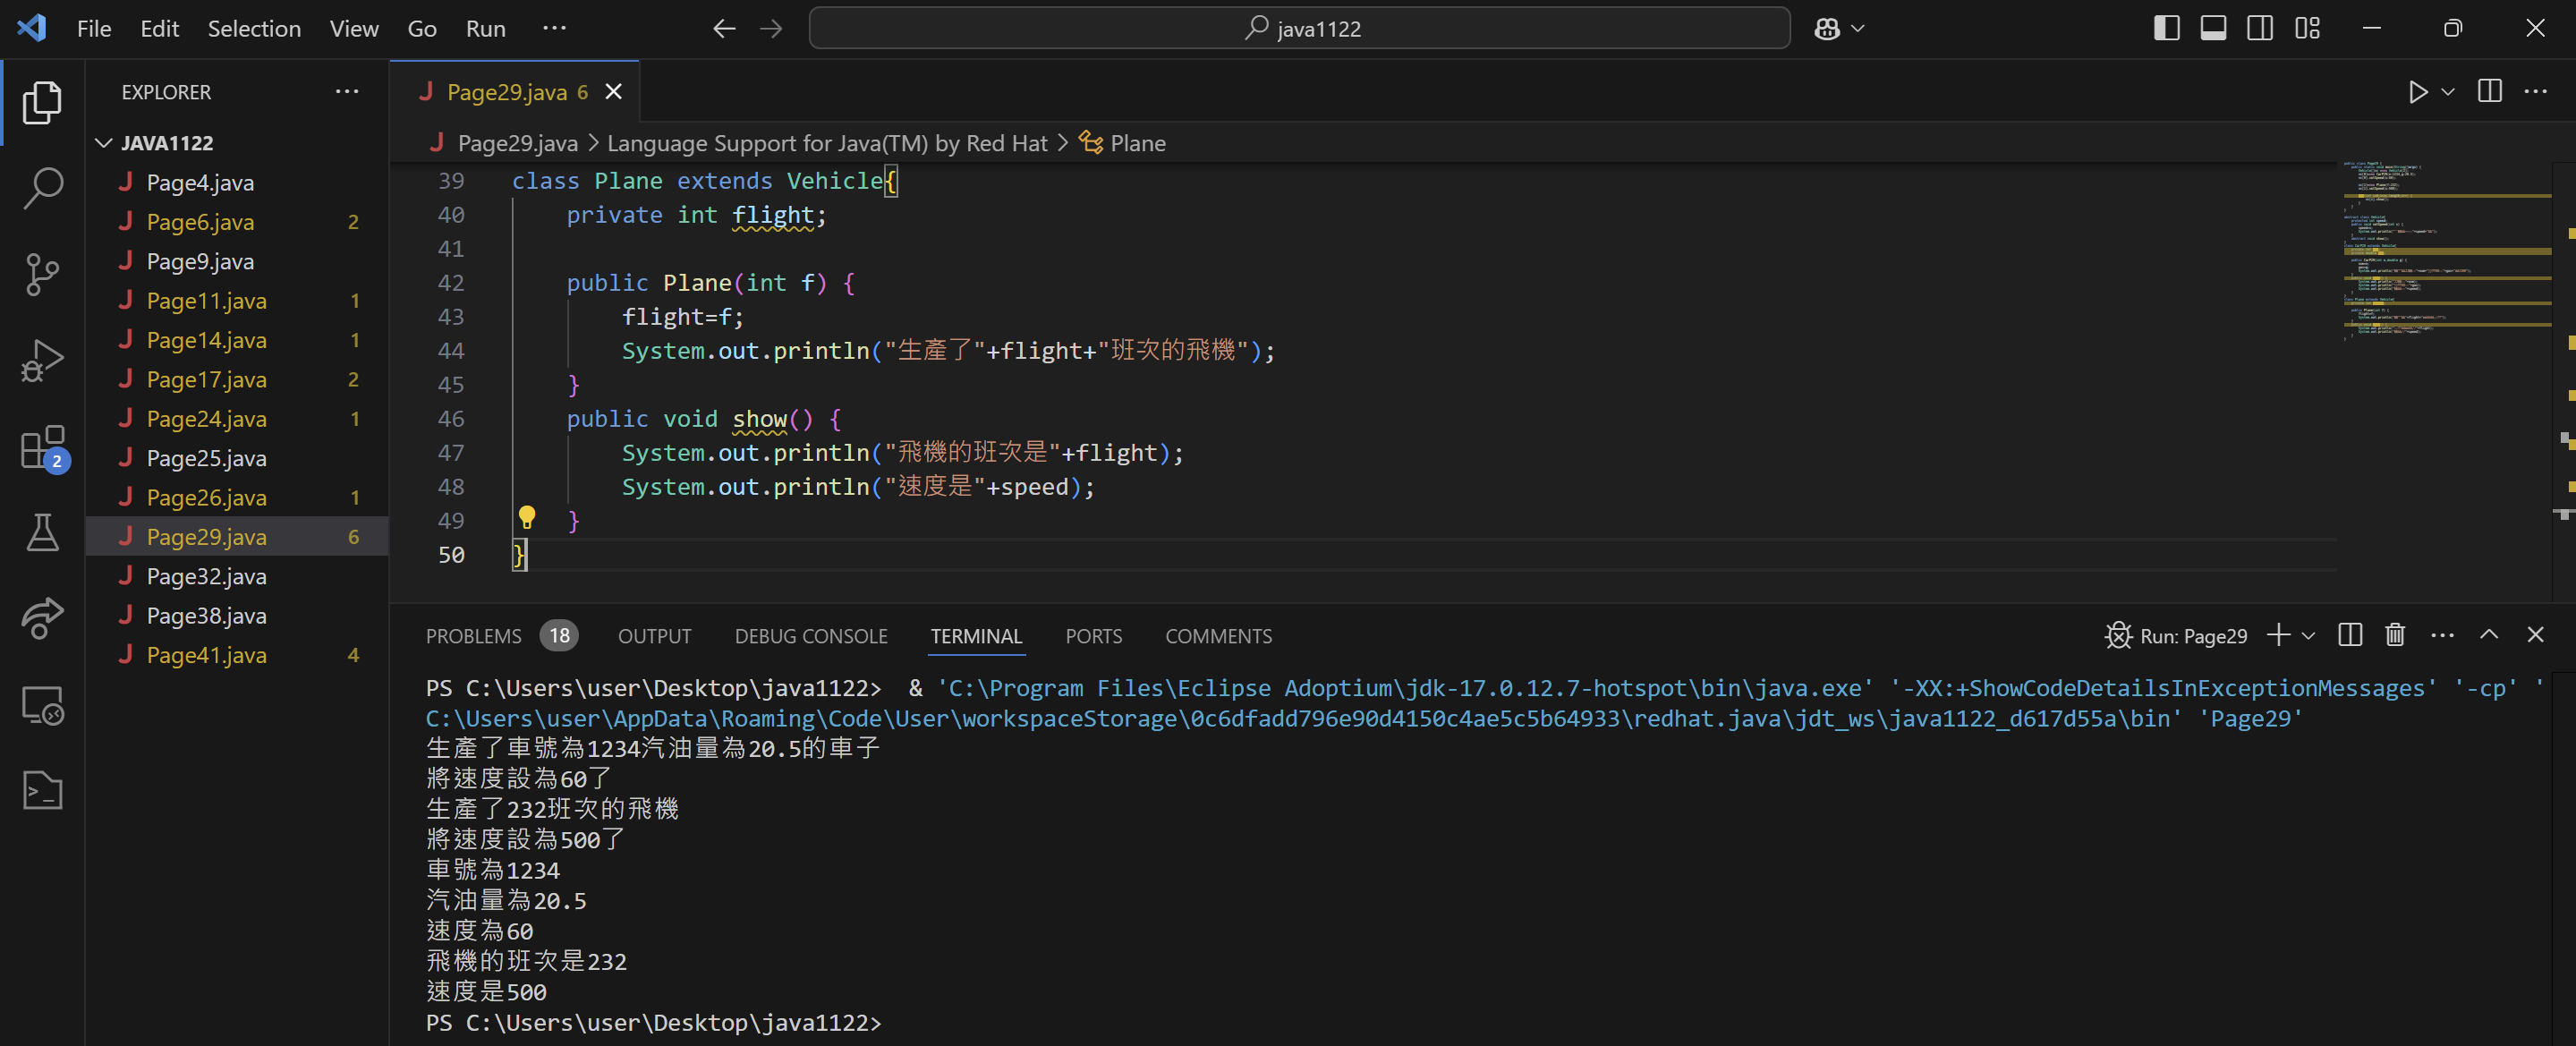 File Edit Selection View Go Run ··· java1122
EXPLORER ···
JAVA1122
Page4.java
Page6.java 2
Page9.java
Page11.java 1
Page14.java 1
Page17.java 2
Page24.java 1
Page25.java
Page26.java 1
Page29.java 6
Page32.java
Page38.java
Page41.java 4
2
Page29.java 6
Page29.java > Language Support for Java(TM) by Red Hat > Plane
39 class Plane extends Vehicle{
40     private int flight;
41
42     public Plane(int f) {
43         flight=f;
44         System.out.println("生產了"+flight+"班次的飛機");
45     }
46     public void show() {
47         System.out.println("飛機的班次是"+flight);
48         System.out.println("速度是"+speed);
49     }
50 }
PROBLEMS 18 OUTPUT DEBUG CONSOLE TERMINAL PORTS COMMENTS Run: Page29
PS C:\Users\user\Desktop\java1122>  & 'C:\Program Files\Eclipse Adoptium\jdk-17.0.12.7-hotspot\bin\java.exe' '-XX:+ShowCodeDetailsInExceptionMessages' '-cp' '
C:\Users\user\AppData\Roaming\Code\User\workspaceStorage\0c6dfadd796e90d4150c4ae5c5b64933\redhat.java\jdt_ws\java1122_d617d55a\bin' 'Page29'
生產了車號為1234汽油量為20.5的車子
將速度設為60了
生產了232班次的飛機
將速度設為500了
車號為1234
汽油量為20.5
速度為60
飛機的班次是232
速度是500
PS C:\Users\user\Desktop\java1122>